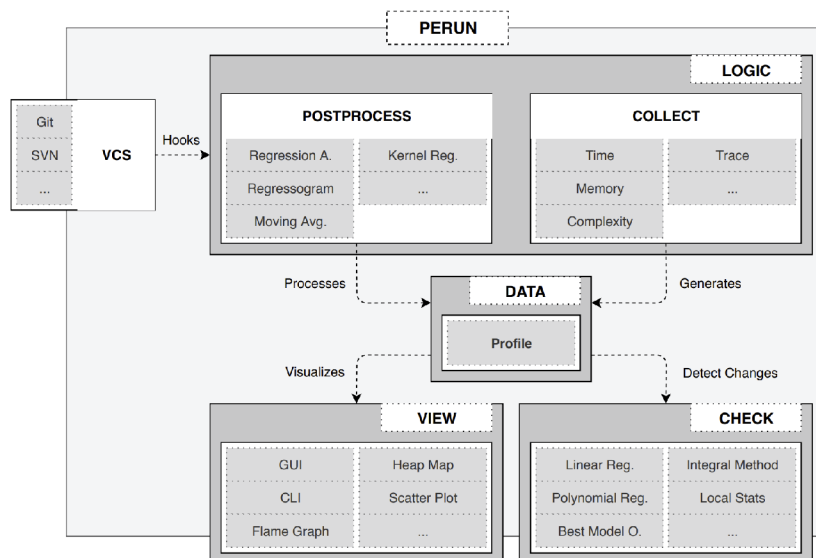 PERUN
LOGIC
POSTPROCESS
COLLECT
Git
SVN
...
VCS
Hooks
Regression A.
Kernel Reg.
Regressogram
...
Moving Avg.
Time
Trace
Memory
...
Complexity
Processes
Generates
DATA
Profile
Visualizes
Detect Changes
VIEW
CHECK
GUI
Heap Map
CLI
Scatter Plot
Flame Graph
...
Linear Reg.
Integral Method
Polynomial Reg.
Local Stats
Best Model O.
...